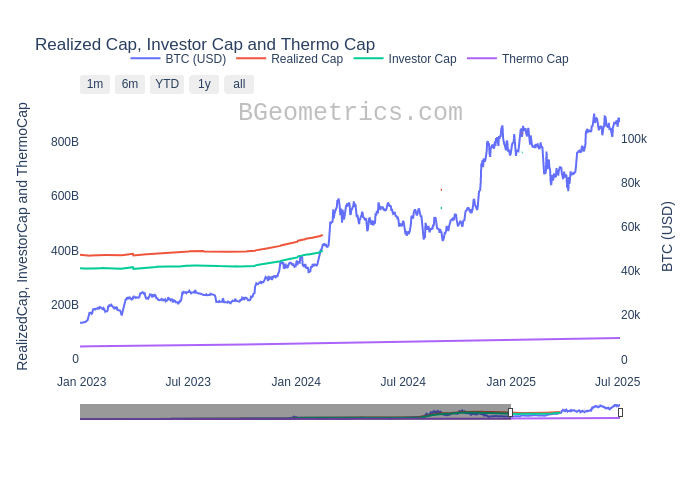 Realized Cap, Investor Cap and Thermo Cap
BTC (USD) Realized Cap Investor Cap Thermo Cap
1m 6m YTD 1y all
BGeometrics.com
RealizedCap, InvestorCap and ThermoCap
800B
600B
400B
200B
0
100k
80k
60k
40k
20k
0
BTC (USD)
Jan 2023 Jul 2023 Jan 2024 Jul 2024 Jan 2025 Jul 2025